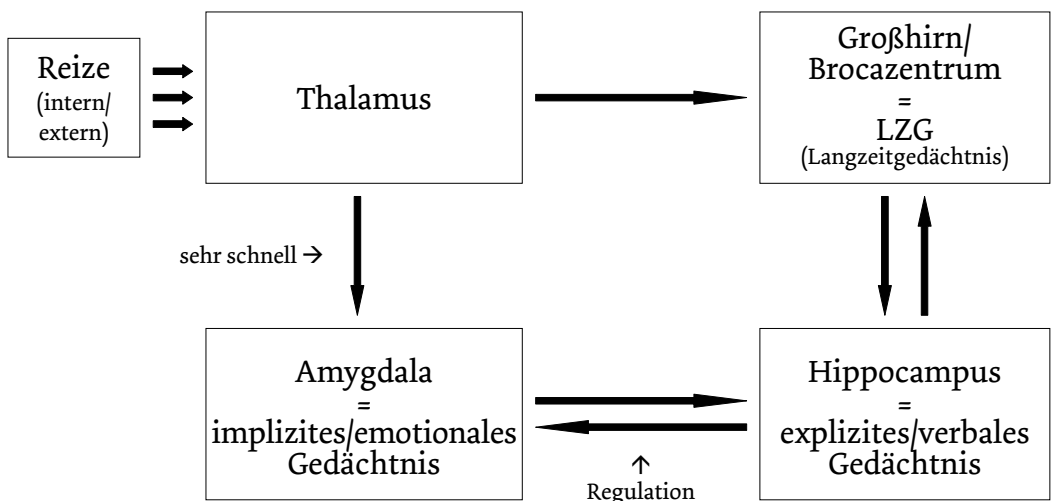 Reize
(intern/
extern)
Thalamus
Großhirn/
Brocazentrum
=
LZG
(Langzeitgedächtnis)
sehr schnell →
Amygdala
=
implizites/emotionales
Gedächtnis
↑
Regulation
Hippocampus
=
explizites/verbales
Gedächtnis